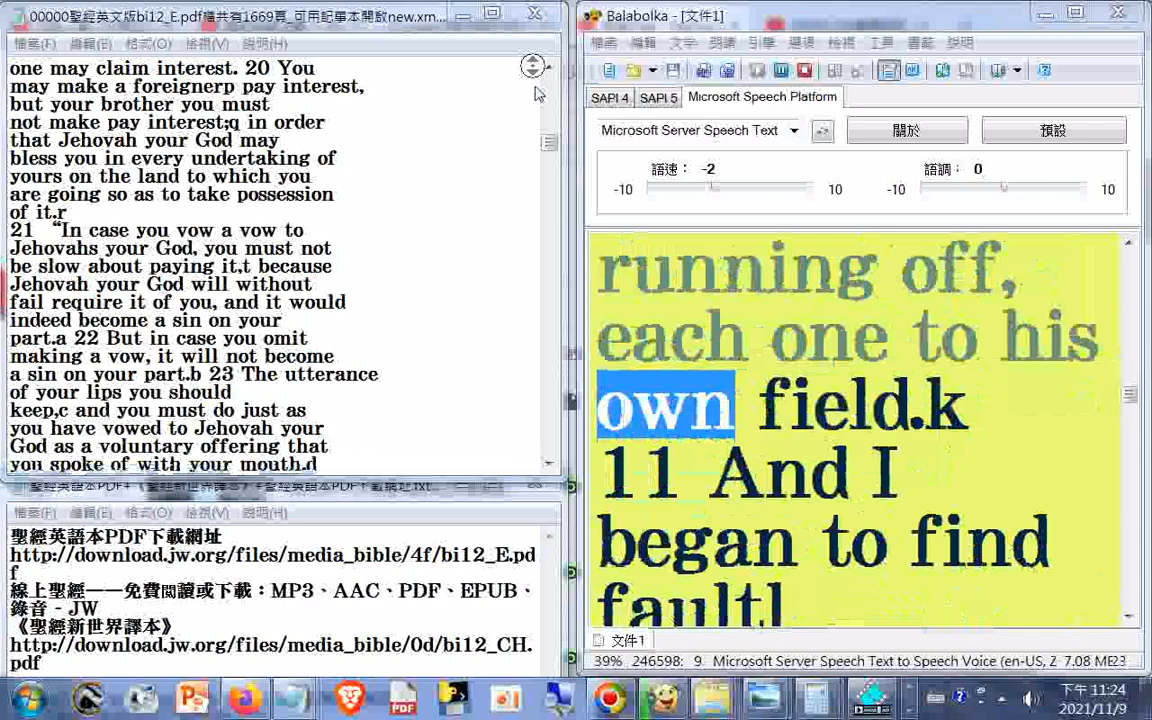 00000聖經英文版bi12_E.pdf檔共有1669頁_可用記事本開啟new.xm...
檔案(F) 編輯(E) 格式(O) 檢視(V) 說明(H)
one may claim interest. 20 You
may make a foreignerp pay interest,
but your brother you must
not make pay interest;q in order
that Jehovah your God may
bless you in every undertaking of
yours on the land to which you
are going so as to take possession
of it.r
21 “In case you vow a vow to
Jehovahs your God, you must not
be slow about paying it,t because
Jehovah your God will without
fail require it of you, and it would
indeed become a sin on your
part.a 22 But in case you omit
making a vow, it will not become
a sin on your part.b 23 The utterance
of your lips you should
keep,c and you must do just as
you have vowed to Jehovah your
God as a voluntary offering that
you spoke of with your mouth.d
檔案(F) 編輯(E) 格式(O) 檢視(V) 說明(H)
聖經英語本PDF下載網址
http://download.jw.org/files/media_bible/4f/bi12_E.pd
f
線上聖經——免費閱讀或下載：MP3、AAC、PDF、EPUB、
錄音 - JW
《聖經新世界譯本》
http://download.jw.org/files/media_bible/0d/bi12_CH.
pdf
Balabolka - [文件1]
檔案 編輯 文字 朗讀 引擎 選項 檢視 工具 書籤 說明
SAPI 4 SAPI 5 Microsoft Speech Platform
Microsoft Server Speech Text 關於 預設
語速： -2 語調： 0
-10 10 -10 10
running off,
each one to his
own field.k
11 And I
began to find
faultl
文件1
39% 246598: 9 Microsoft Server Speech Text to Speech Voice (en-US, Z 7.08 ME23
PDF
下午 11:24
2021/11/9